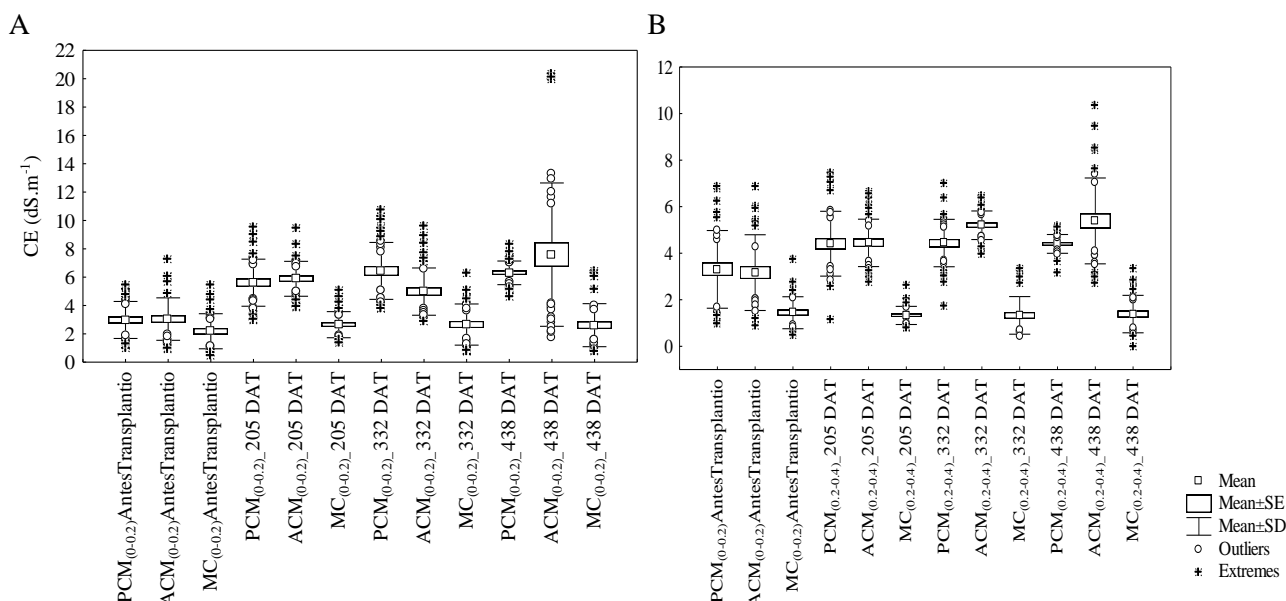 A
CE (dS.m⁻¹)
22
20
18
16
14
12
10
8
6
4
2
0
PCM(0-0.2)AntesTransplantio
ACM(0-0.2)AntesTransplantio
MC(0-0.2)AntesTransplantio
PCM(0-0.2)_205 DAT
ACM(0-0.2)_205 DAT
MC(0-0.2)_205 DAT
PCM(0-0.2)_332 DAT
ACM(0-0.2)_332 DAT
MC(0-0.2)_332 DAT
PCM(0-0.2)_438 DAT
ACM(0-0.2)_438 DAT
MC(0-0.2)_438 DAT
B
12
10
8
6
4
2
0
PCM(0-0.2)AntesTransplantio
ACM(0-0.2)AntesTransplantio
MC(0-0.2)AntesTransplantio
PCM(0.2-0.4)_205 DAT
ACM(0.2-0.4)_205 DAT
MC(0.2-0.4)_205 DAT
PCM(0.2-0.4)_332 DAT
ACM(0.2-0.4)_332 DAT
MC(0.2-0.4)_332 DAT
PCM(0.2-0.4)_438 DAT
ACM(0.2-0.4)_438 DAT
MC(0.2-0.4)_438 DAT
Mean
Mean±SE
Mean±SD
Outliers
Extremes